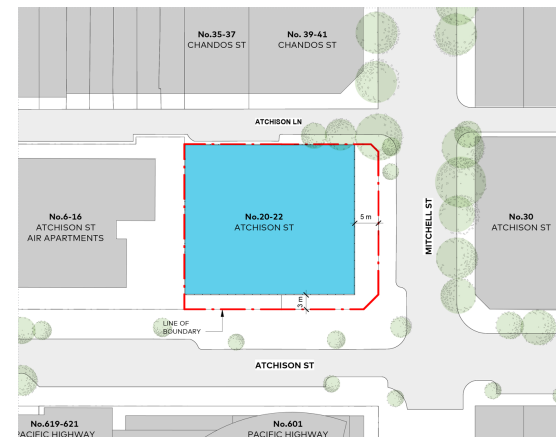 No.35-37
CHANDOS ST
No. 39-41
CHANDOS ST
ATCHISON LN
No.6-16
ATCHISON ST
AIR APARTMENTS
No.20-22
ATCHISON ST
5 m
MITCHELL ST
No.30
ATCHISON ST
3 m
LINE OF
BOUNDARY
ATCHISON ST
No.619-621
PACIFIC HIGHWAY
No.601
PACIFIC HIGHWAY